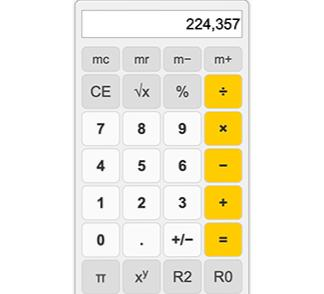 224,357
mc mr m− m+
CE √x % ÷
7 8 9 ×
4 5 6 −
1 2 3 +
0 . +/− =
π xʸ R2 R0